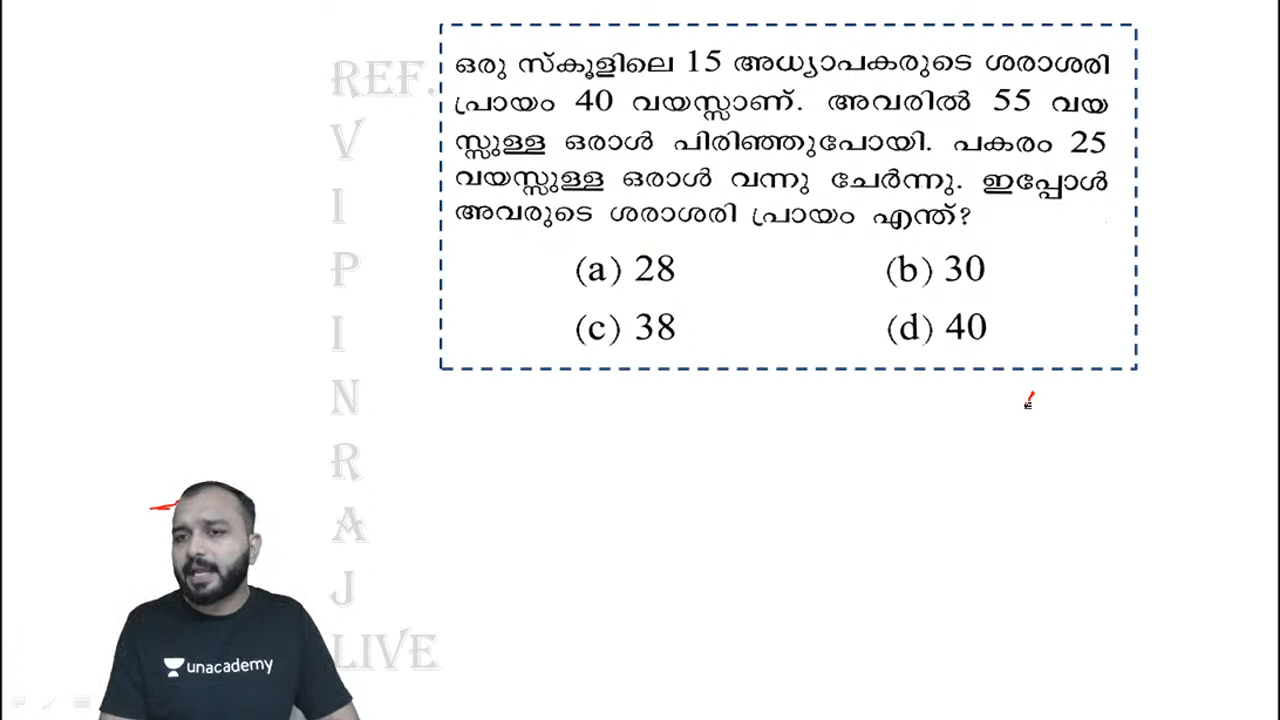 ഒരു സ്കൂളിലെ 15 അധ്യാപകരുടെ ശരാശരി
പ്രായം 40 വയസ്സാണ്. അവരിൽ 55 വയ
സ്സുള്ള ഒരാൾ പിരിഞ്ഞുപോയി. പകരം 25
വയസ്സുള്ള ഒരാൾ വന്നു ചേർന്നു. ഇപ്പോൾ
അവരുടെ ശരാശരി പ്രായം എന്ത്?
(a) 28 (b) 30
(c) 38 (d) 40
REF.
V
I
P
I
N
R
A
J
LIVE
unacademy